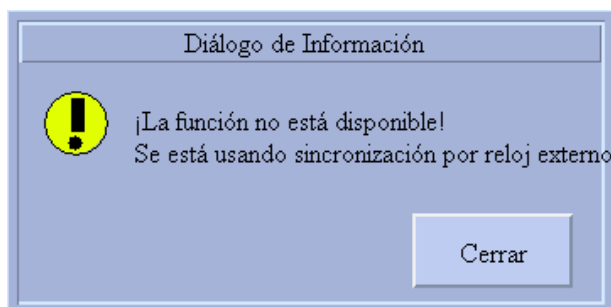 Diálogo de Información
¡La función no está disponible!
Se está usando sincronización por reloj externo
Cerrar